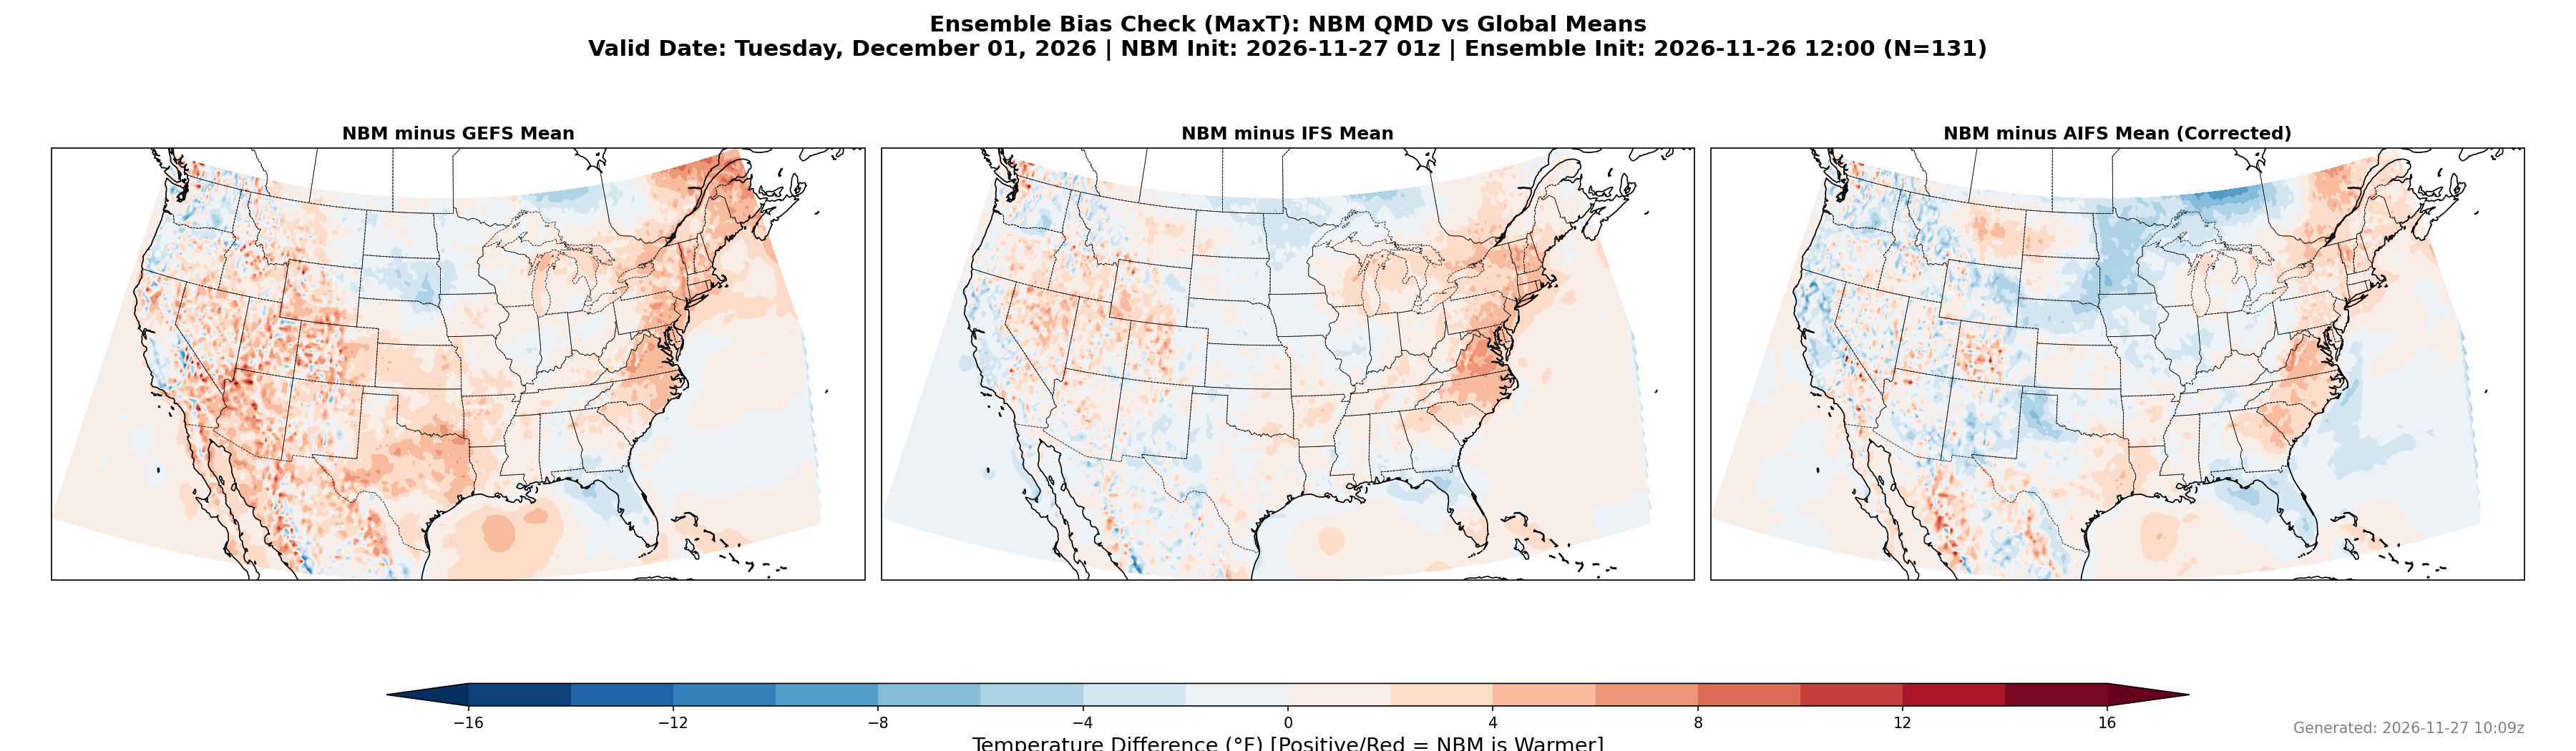 Ensemble Bias Check (MaxT): NBM QMD vs Global Means
Valid Date: Tuesday, December 01, 2026 | NBM Init: 2026-11-27 01z | Ensemble Init: 2026-11-26 12:00 (N=131)
NBM minus GEFS Mean
NBM minus IFS Mean
NBM minus AIFS Mean (Corrected)
−16 −12 −8 −4 0 4 8 12 16
Generated: 2026-11-27 10:09z
Temperature Difference (°F) [Positive/Red = NBM is Warmer]